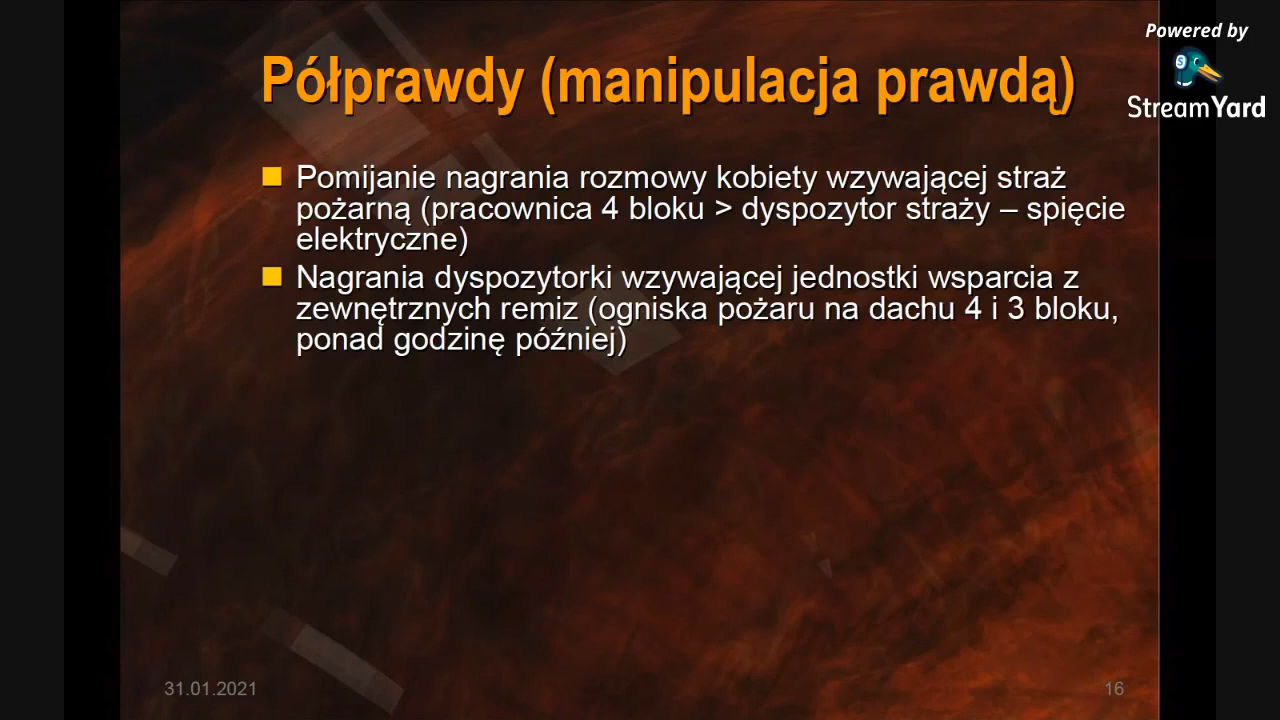 Powered by
StreamYard
Półprawdy (manipulacja prawdą)
Pomijanie nagrania rozmowy kobiety wzywającej straż
pożarną (pracownica 4 bloku > dyspozytor straży – spięcie
elektryczne)
Nagrania dyspozytorki wzywającej jednostki wsparcia z
zewnętrznych remiz (ogniska pożaru na dachu 4 i 3 bloku,
ponad godzinę później)
31.01.2021
16